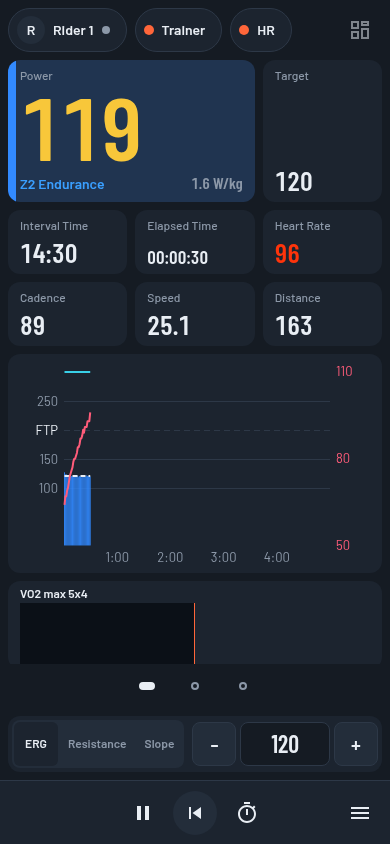 R Rider 1 Trainer HR
Power Target
119
Z2 Endurance 1.6 W/kg 120
Interval Time Elapsed Time Heart Rate
14:30 00:00:30 96
Cadence Speed Distance
89 25.1 163
110
250
FTP
150 80
100
50
1:00 2:00 3:00 4:00
VO2 max 5x4
ERG Resistance Slope - 120 +